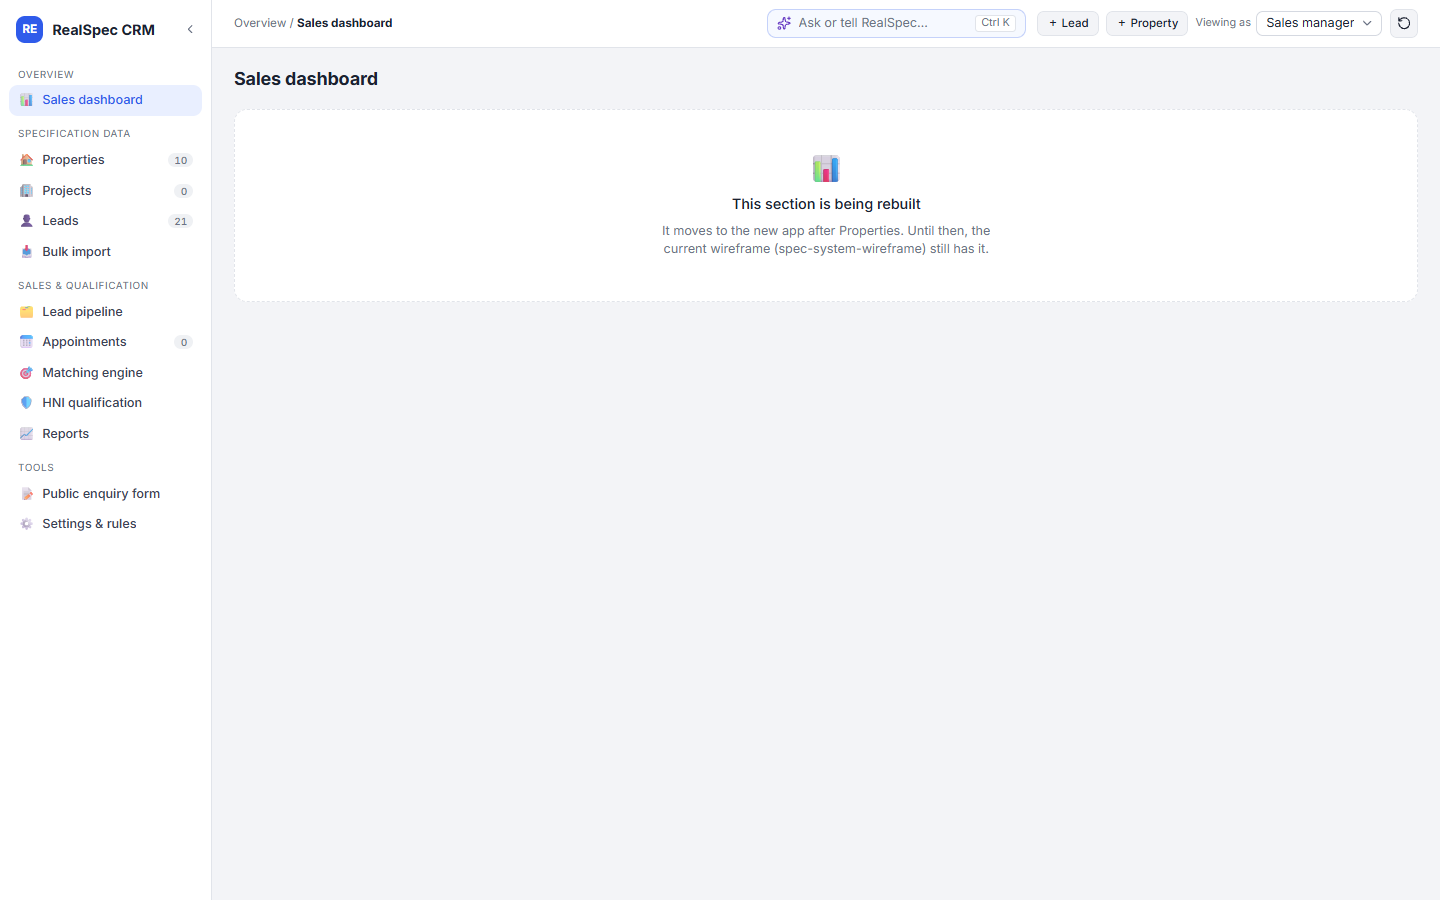 RE RealSpec CRM
OVERVIEW
Sales dashboard
SPECIFICATION DATA
Properties 10
Projects 0
Leads 21
Bulk import
SALES & QUALIFICATION
Lead pipeline
Appointments 0
Matching engine
HNI qualification
Reports
TOOLS
Public enquiry form
Settings & rules
Overview / Sales dashboard
Ask or tell RealSpec... Ctrl K
+ Lead
+ Property
Viewing as Sales manager
Sales dashboard
This section is being rebuilt
It moves to the new app after Properties. Until then, the
current wireframe (spec-system-wireframe) still has it.